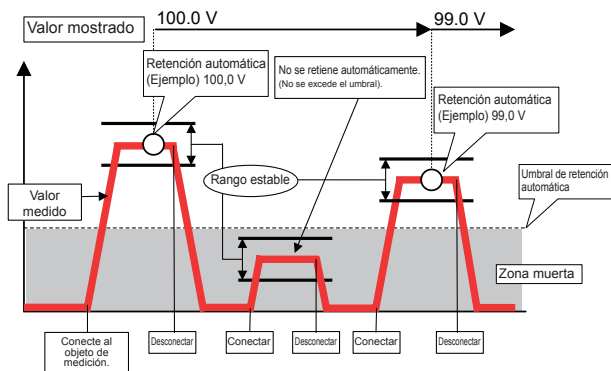 Valor mostrado
100.0 V
99.0 V
Retención automática
(Ejemplo) 100,0 V
No se retiene automáticamente.
(No se excede el umbral).
Retención automática
(Ejemplo) 99,0 V
Valor
medido
Rango estable
Umbral de retención
automática
Zona muerta
Conecte al
objeto de
medición.
Desconectar
Conectar
Desconectar
Conectar
Desconectar